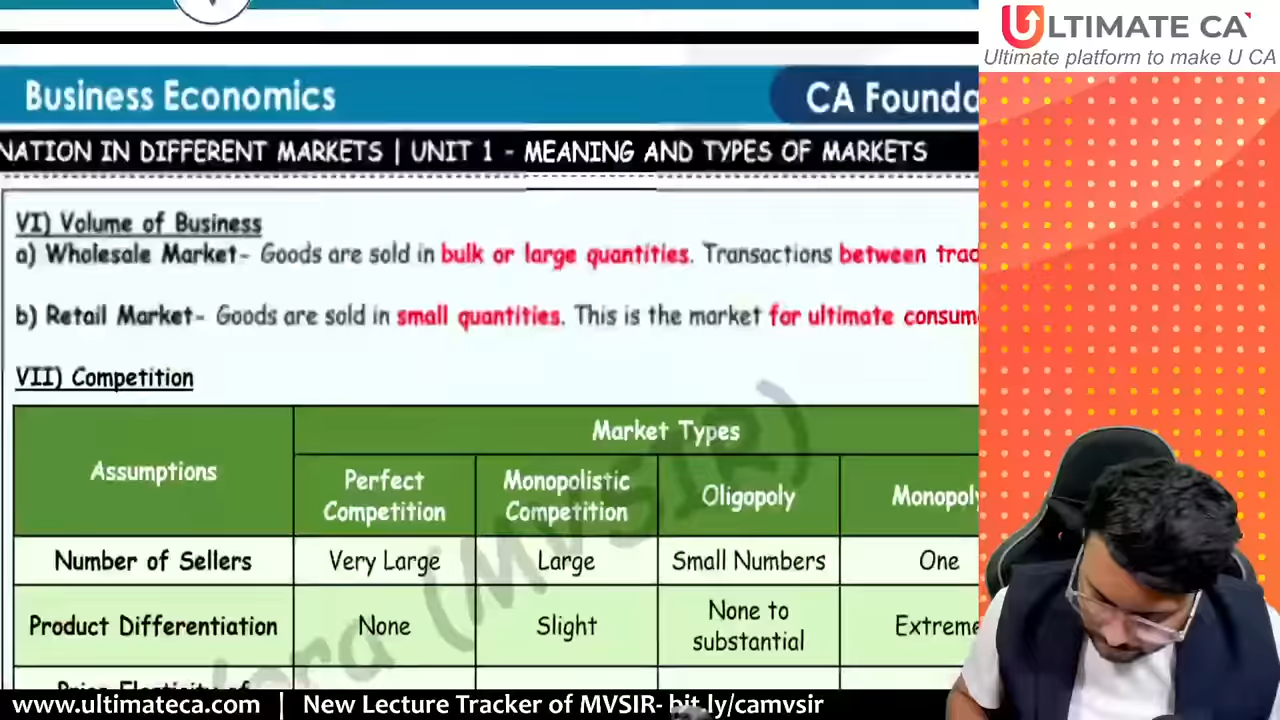 ULTIMATE CA
Ultimate platform to make U CA
Business Economics
CA Founda
NATION IN DIFFERENT MARKETS | UNIT 1 - MEANING AND TYPES OF MARKETS
VI) Volume of Business
a) Wholesale Market- Goods are sold in bulk or large quantities. Transactions between trad
b) Retail Market- Goods are sold in small quantities. This is the market for ultimate consum
VII) Competition
Assumptions
Market Types
Perfect Competition
Monopolistic Competition
Oligopoly
Monopoly
Number of Sellers
Very Large
Large
Small Numbers
One
Product Differentiation
None
Slight
None to substantial
Extreme
Price Elasticity of
(MVSIR)
www.ultimateca.com | New Lecture Tracker of MVSIR- bit.ly/camvsir